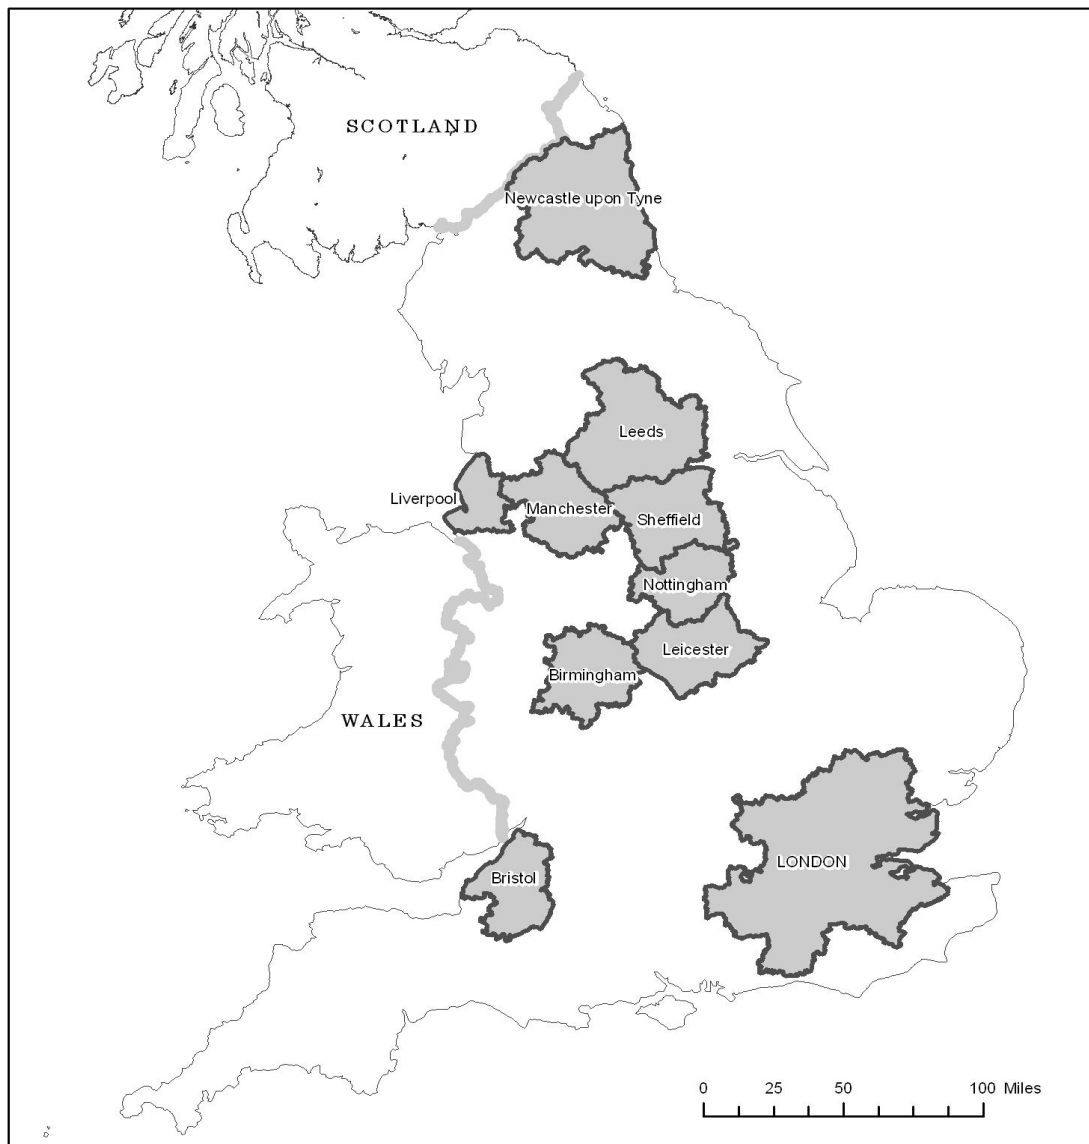 SCOTLAND
Newcastle upon Tyne
Leeds
Liverpool
Manchester
Sheffield
Nottingham
Leicester
Birmingham
WALES
LONDON
Bristol
0 25 50 100 Miles